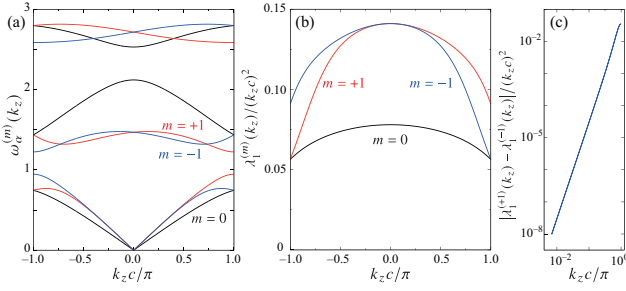 (a)
3
2
1
0
ω_α^(m)(k_z)
m = +1
m = −1
m = 0
−1.0 −0.5 0.0 0.5 1.0
k_z c/π
(b)
0.15
0.1
0.05
0
λ_1^(m)(k_z)/(k_z c)^2
m = +1
m = −1
m = 0
−1.0 −0.5 0.0 0.5 1.0
k_z c/π
(c)
10^−2
10^−5
10^−8
|λ_1^(+1)(k_z) − λ_1^(−1)(k_z)|/(k_z c)^2
10^−2 10^−1 10^0
k_z c/π